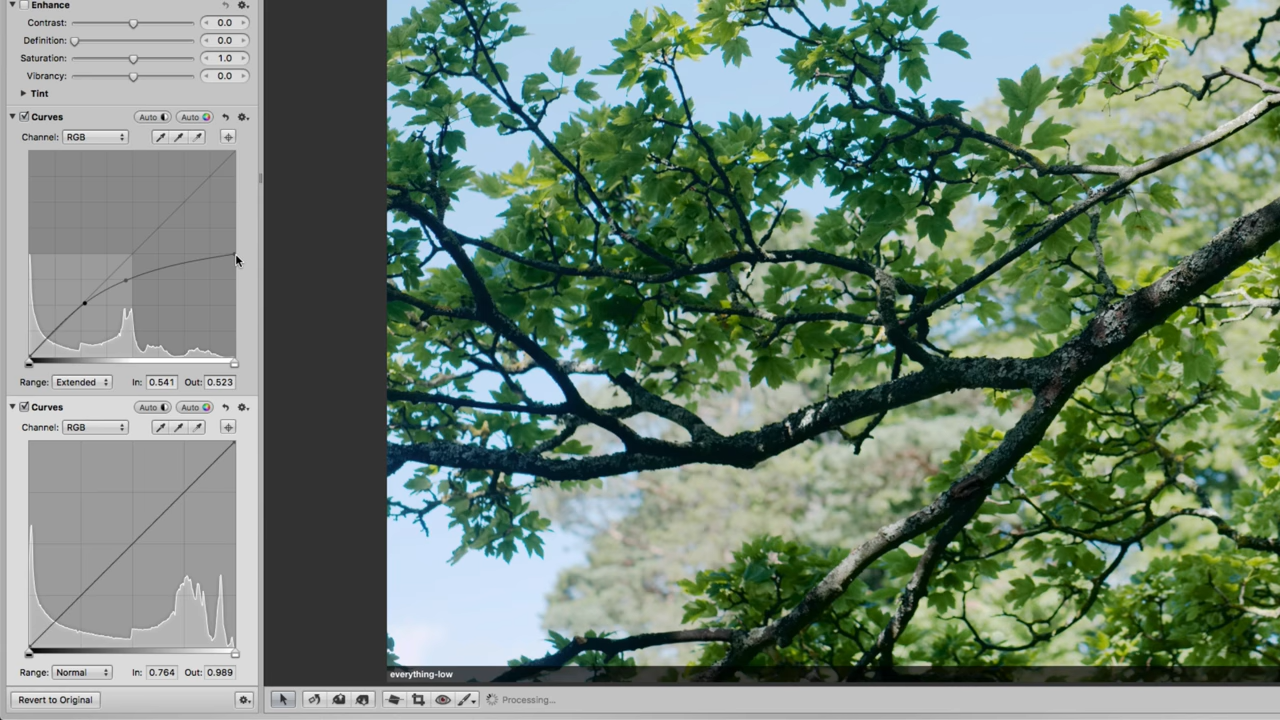 Enhance
Contrast: 0.0
Definition: 0.0
Saturation: 1.0
Vibrancy: 0.0
Tint
Curves Auto Auto
Channel: RGB
Range: Extended In: 0.541 Out: 0.523
Curves Auto Auto
Channel: RGB
Range: Normal In: 0.764 Out: 0.989
everything-low
Revert to Original Processing...